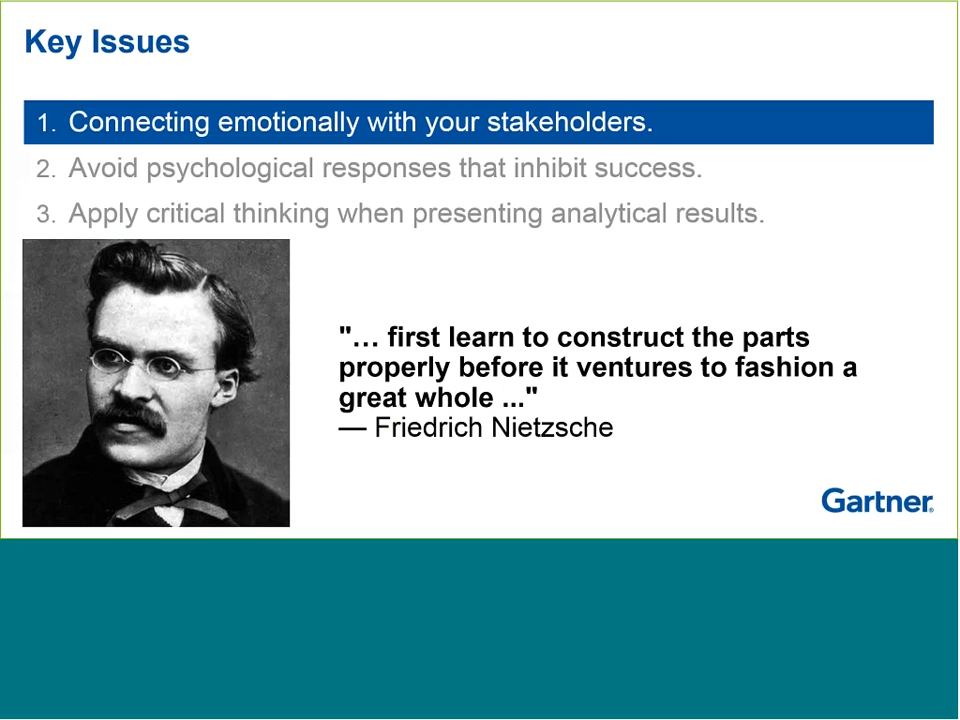 Key Issues
1. Connecting emotionally with your stakeholders.
2. Avoid psychological responses that inhibit success.
3. Apply critical thinking when presenting analytical results.
"… first learn to construct the parts
properly before it ventures to fashion a
great whole ..."
— Friedrich Nietzsche
Gartner®